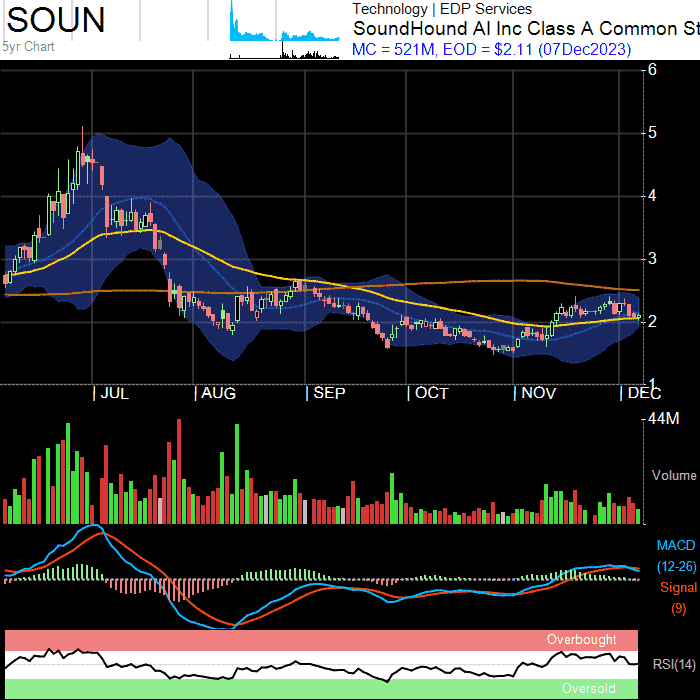 SOUN
5yr Chart
Technology | EDP Services
SoundHound AI Inc Class A Common St
MC = 521M, EOD = $2.11 (07Dec2023)
6
5
4
3
2
1
| JUL | AUG | SEP | OCT | NOV | DEC
44M
Volume
MACD
(12-26)
Signal
(9)
Overbought
RSI(14)
Oversold